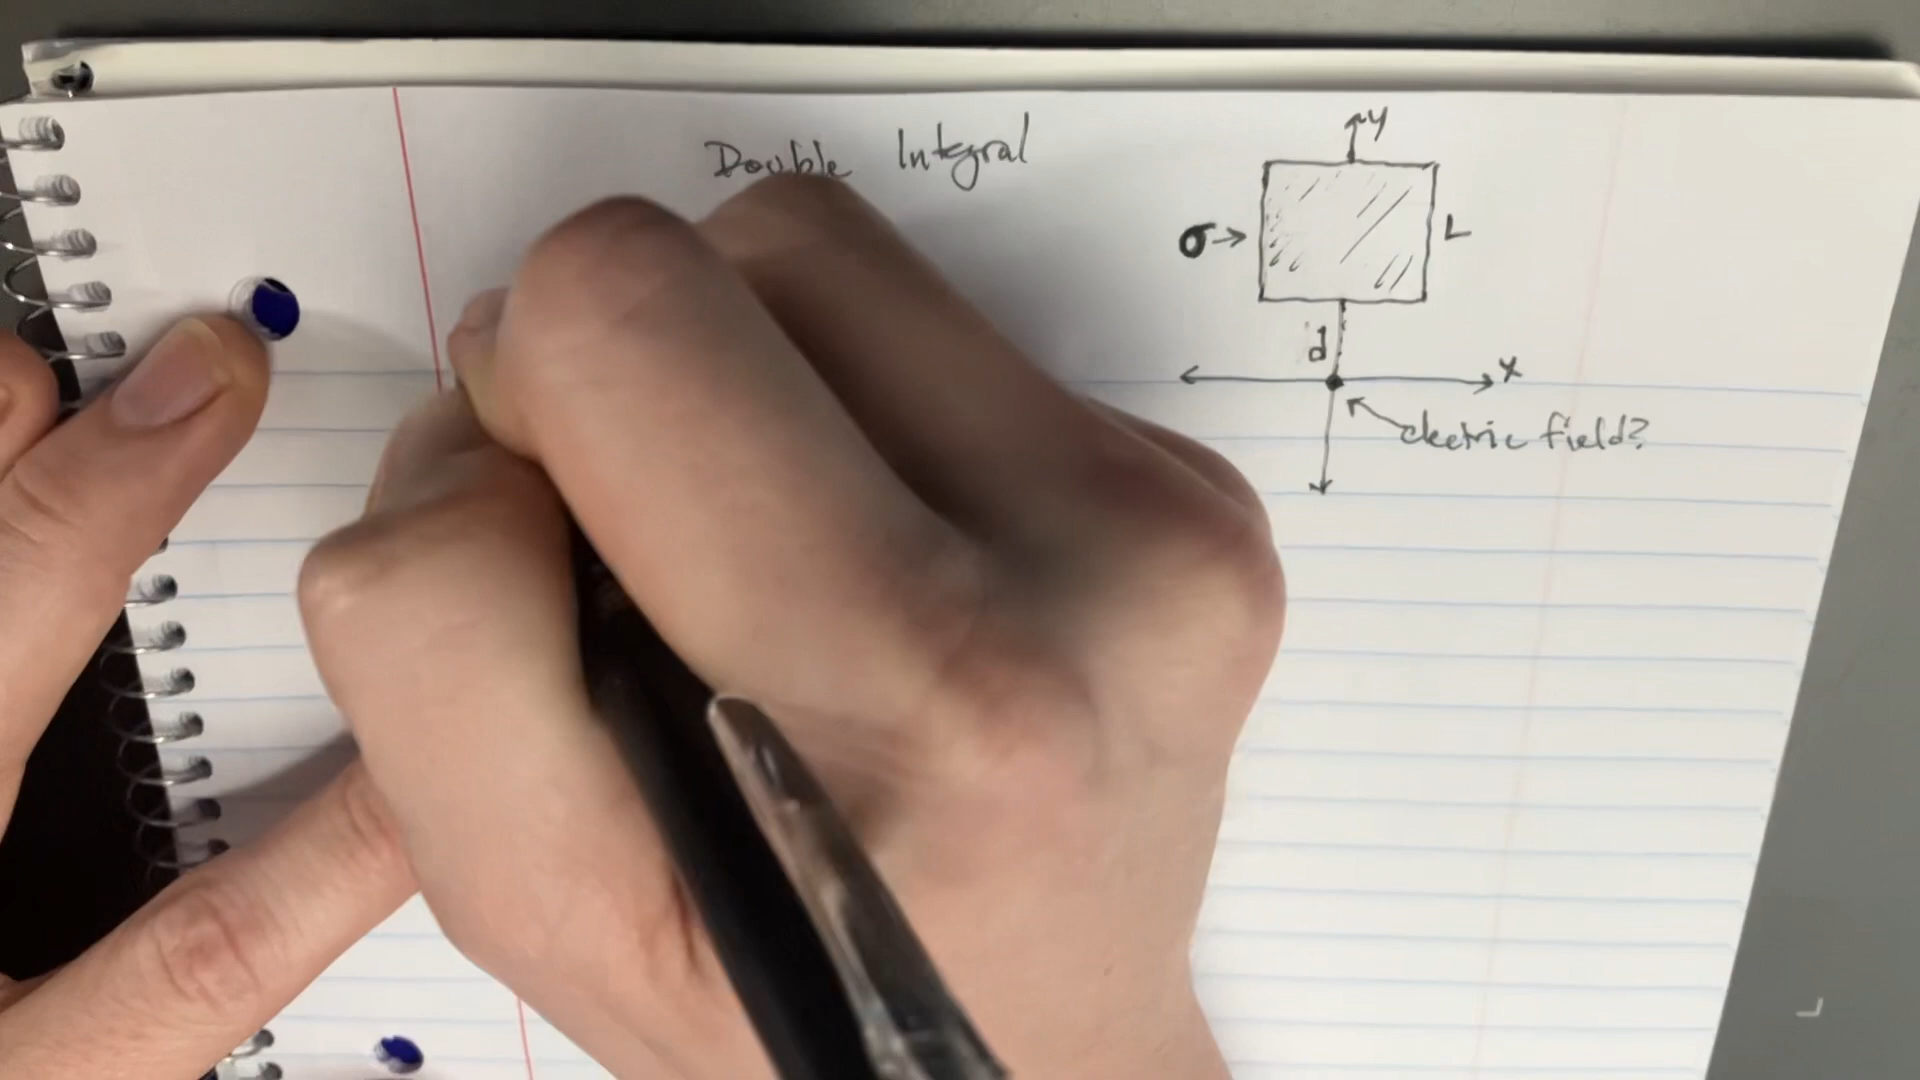 Double Integral
y
σ→
L
d
x
electric field?